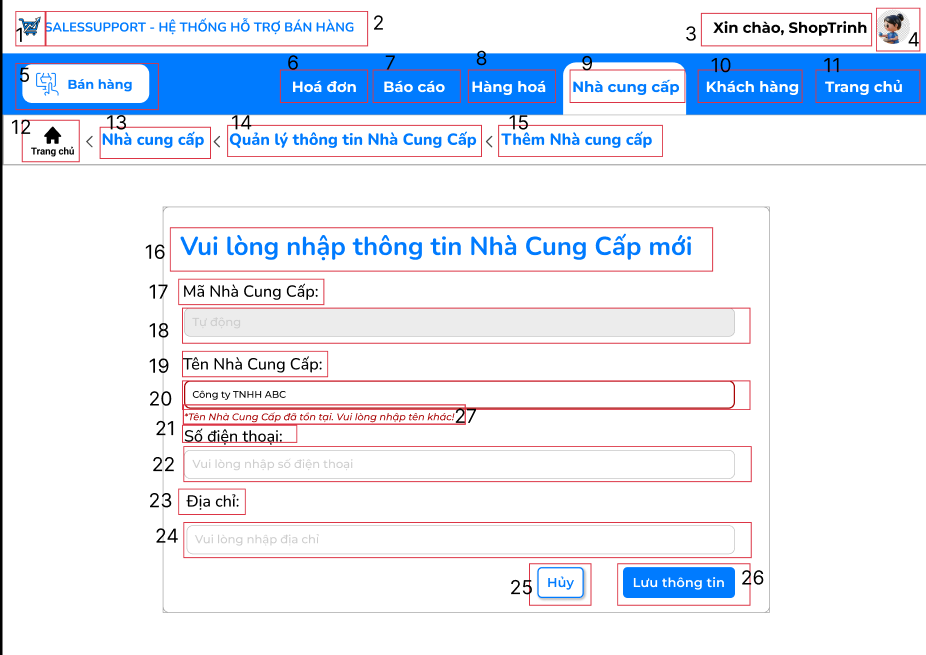 1 SALESSUPPORT - HỆ THỐNG HỖ TRỢ BÁN HÀNG 2
3 Xin chào, ShopTrinh 4
5 Bán hàng
6 Hoá đơn
7 Báo cáo
8 Hàng hoá
9 Nhà cung cấp
10 Khách hàng
11 Trang chủ
12 Trang chủ
< 13 Nhà cung cấp
< 14 Quản lý thông tin Nhà Cung Cấp
< 15 Thêm Nhà cung cấp
16 Vui lòng nhập thông tin Nhà Cung Cấp mới
17 Mã Nhà Cung Cấp:
18 Tự động
19 Tên Nhà Cung Cấp:
20 Công ty TNHH ABC
*Tên Nhà Cung Cấp đã tồn tại. Vui lòng nhập tên khác! 27
21 Số điện thoại:
22 Vui lòng nhập số điện thoại
23 Địa chỉ:
24 Vui lòng nhập địa chỉ
25 Hủy
Lưu thông tin 26